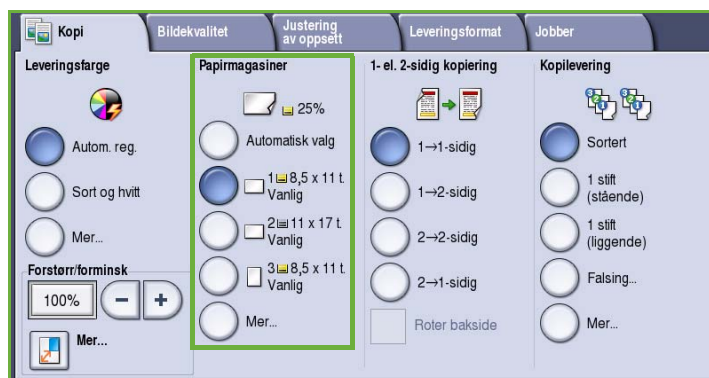 Kopi
Bildekvalitet
Justering
av oppsett
Leveringsformat
Jobber
Leveringsfarge
Autom. reg.
Sort og hvitt
Mer...
Forstørr/forminsk
100%
Mer...
Papirmagasiner
25%
Automatisk valg
1 8,5 x 11 t.
Vanlig
2 11 x 17 t.
Vanlig
3 8,5 x 11 t.
Vanlig
Mer...
1- el. 2-sidig kopiering
1→1-sidig
1→2-sidig
2→2-sidig
2→1-sidig
Roter bakside
Kopilevering
Sortert
1 stift
(stående)
1 stift
(liggende)
Falsing...
Mer...